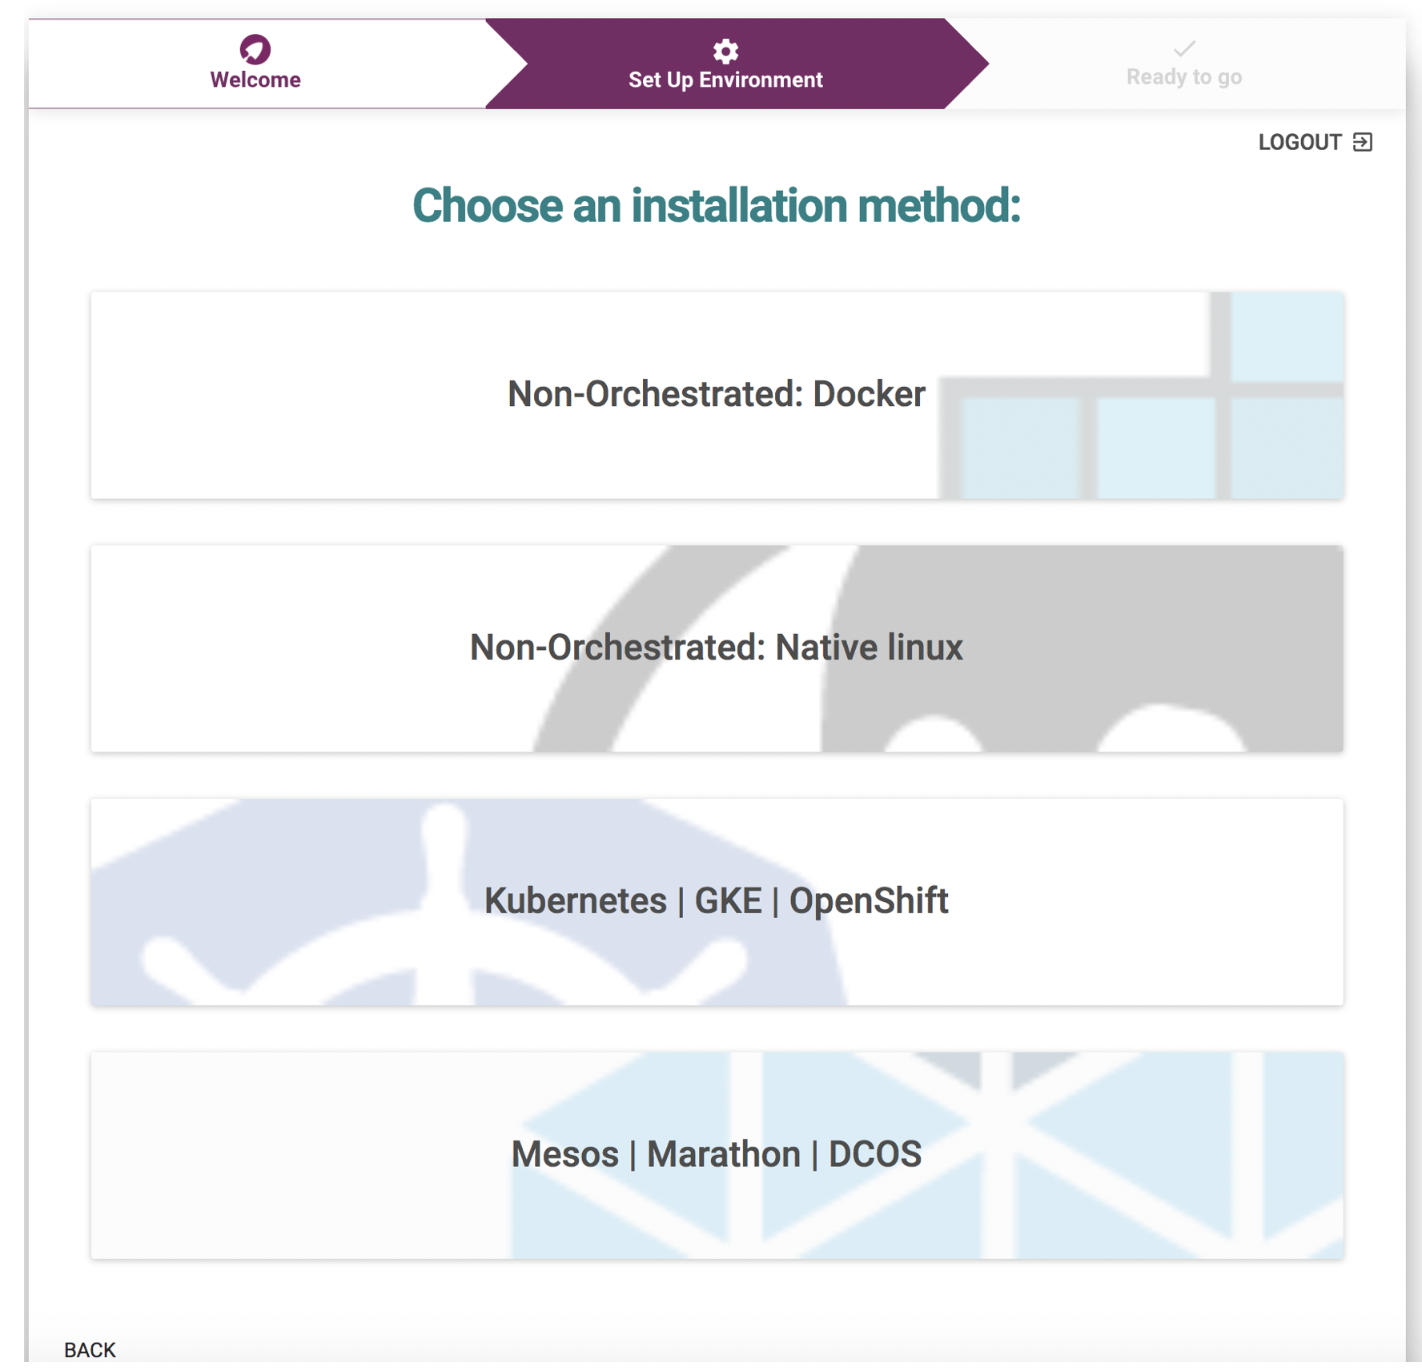 Welcome
Set Up Environment
Ready to go
LOGOUT
Choose an installation method:
Non-Orchestrated: Docker
Non-Orchestrated: Native linux
Kubernetes | GKE | OpenShift
Mesos | Marathon | DCOS
BACK